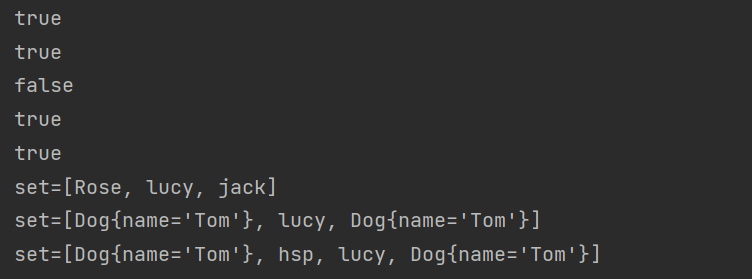 true
true
false
true
true
set=[Rose, lucy, jack]
set=[Dog{name='Tom'}, lucy, Dog{name='Tom'}]
set=[Dog{name='Tom'}, hsp, lucy, Dog{name='Tom'}]